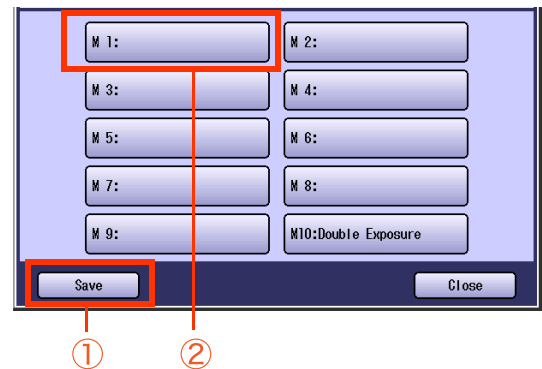 M 1: M 2:
M 3: M 4:
M 5: M 6:
M 7: M 8:
M 9: M10:Double Exposure
Save Close
① ②